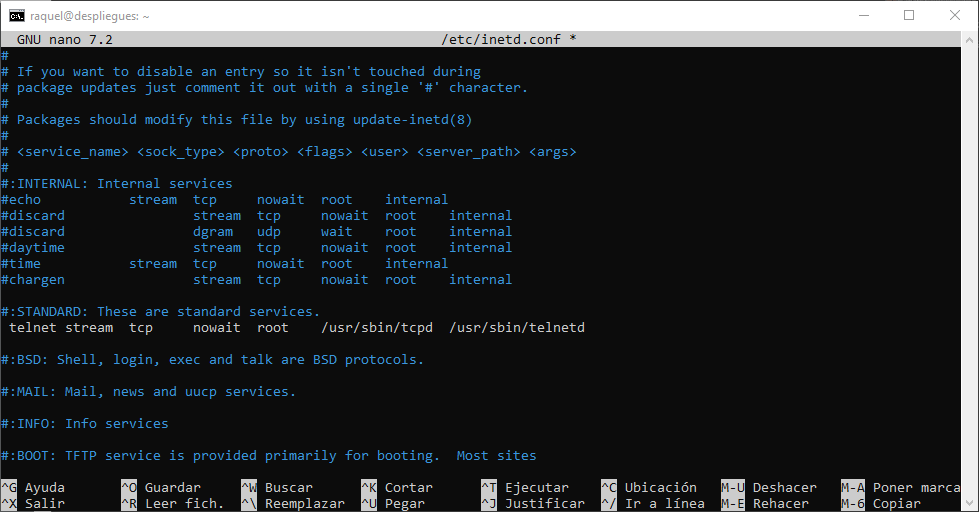 raquel@despliegues: ~
GNU nano 7.2 /etc/inetd.conf *
#
# If you want to disable an entry so it isn't touched during
# package updates just comment it out with a single '#' character.
#
# Packages should modify this file by using update-inetd(8)
#
# <service_name> <sock_type> <proto> <flags> <user> <server_path> <args>
#
#:INTERNAL: Internal services
#echo stream tcp nowait root internal
#discard stream tcp nowait root internal
#discard dgram udp wait root internal
#daytime stream tcp nowait root internal
#time stream tcp nowait root internal
#chargen stream tcp nowait root internal
#:STANDARD: These are standard services.
telnet stream tcp nowait root /usr/sbin/tcpd /usr/sbin/telnetd
#:BSD: Shell, login, exec and talk are BSD protocols.
#:MAIL: Mail, news and uucp services.
#:INFO: Info services
#:BOOT: TFTP service is provided primarily for booting. Most sites
^G Ayuda ^O Guardar ^W Buscar ^K Cortar ^T Ejecutar ^C Ubicación M-U Deshacer M-A Poner marca
^X Salir ^R Leer fich. ^\ Reemplazar ^U Pegar ^J Justificar ^/ Ir a línea M-E Rehacer M-6 Copiar